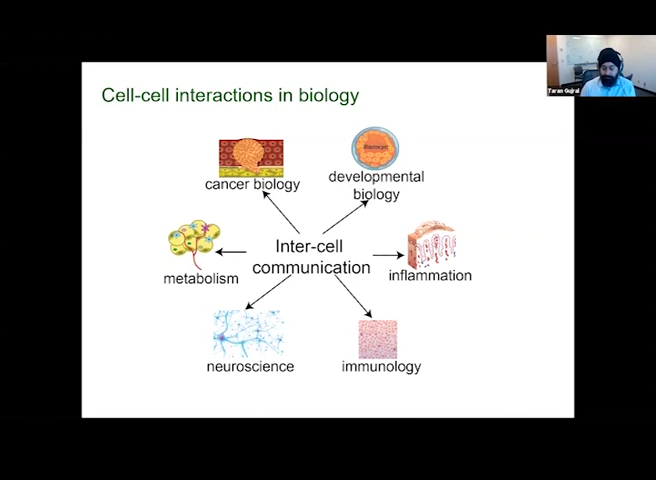 Taran Gujral
Cell-cell interactions in biology
cancer biology
developmental
biology
Inter-cell
communication
metabolism
inflammation
neuroscience
immunology